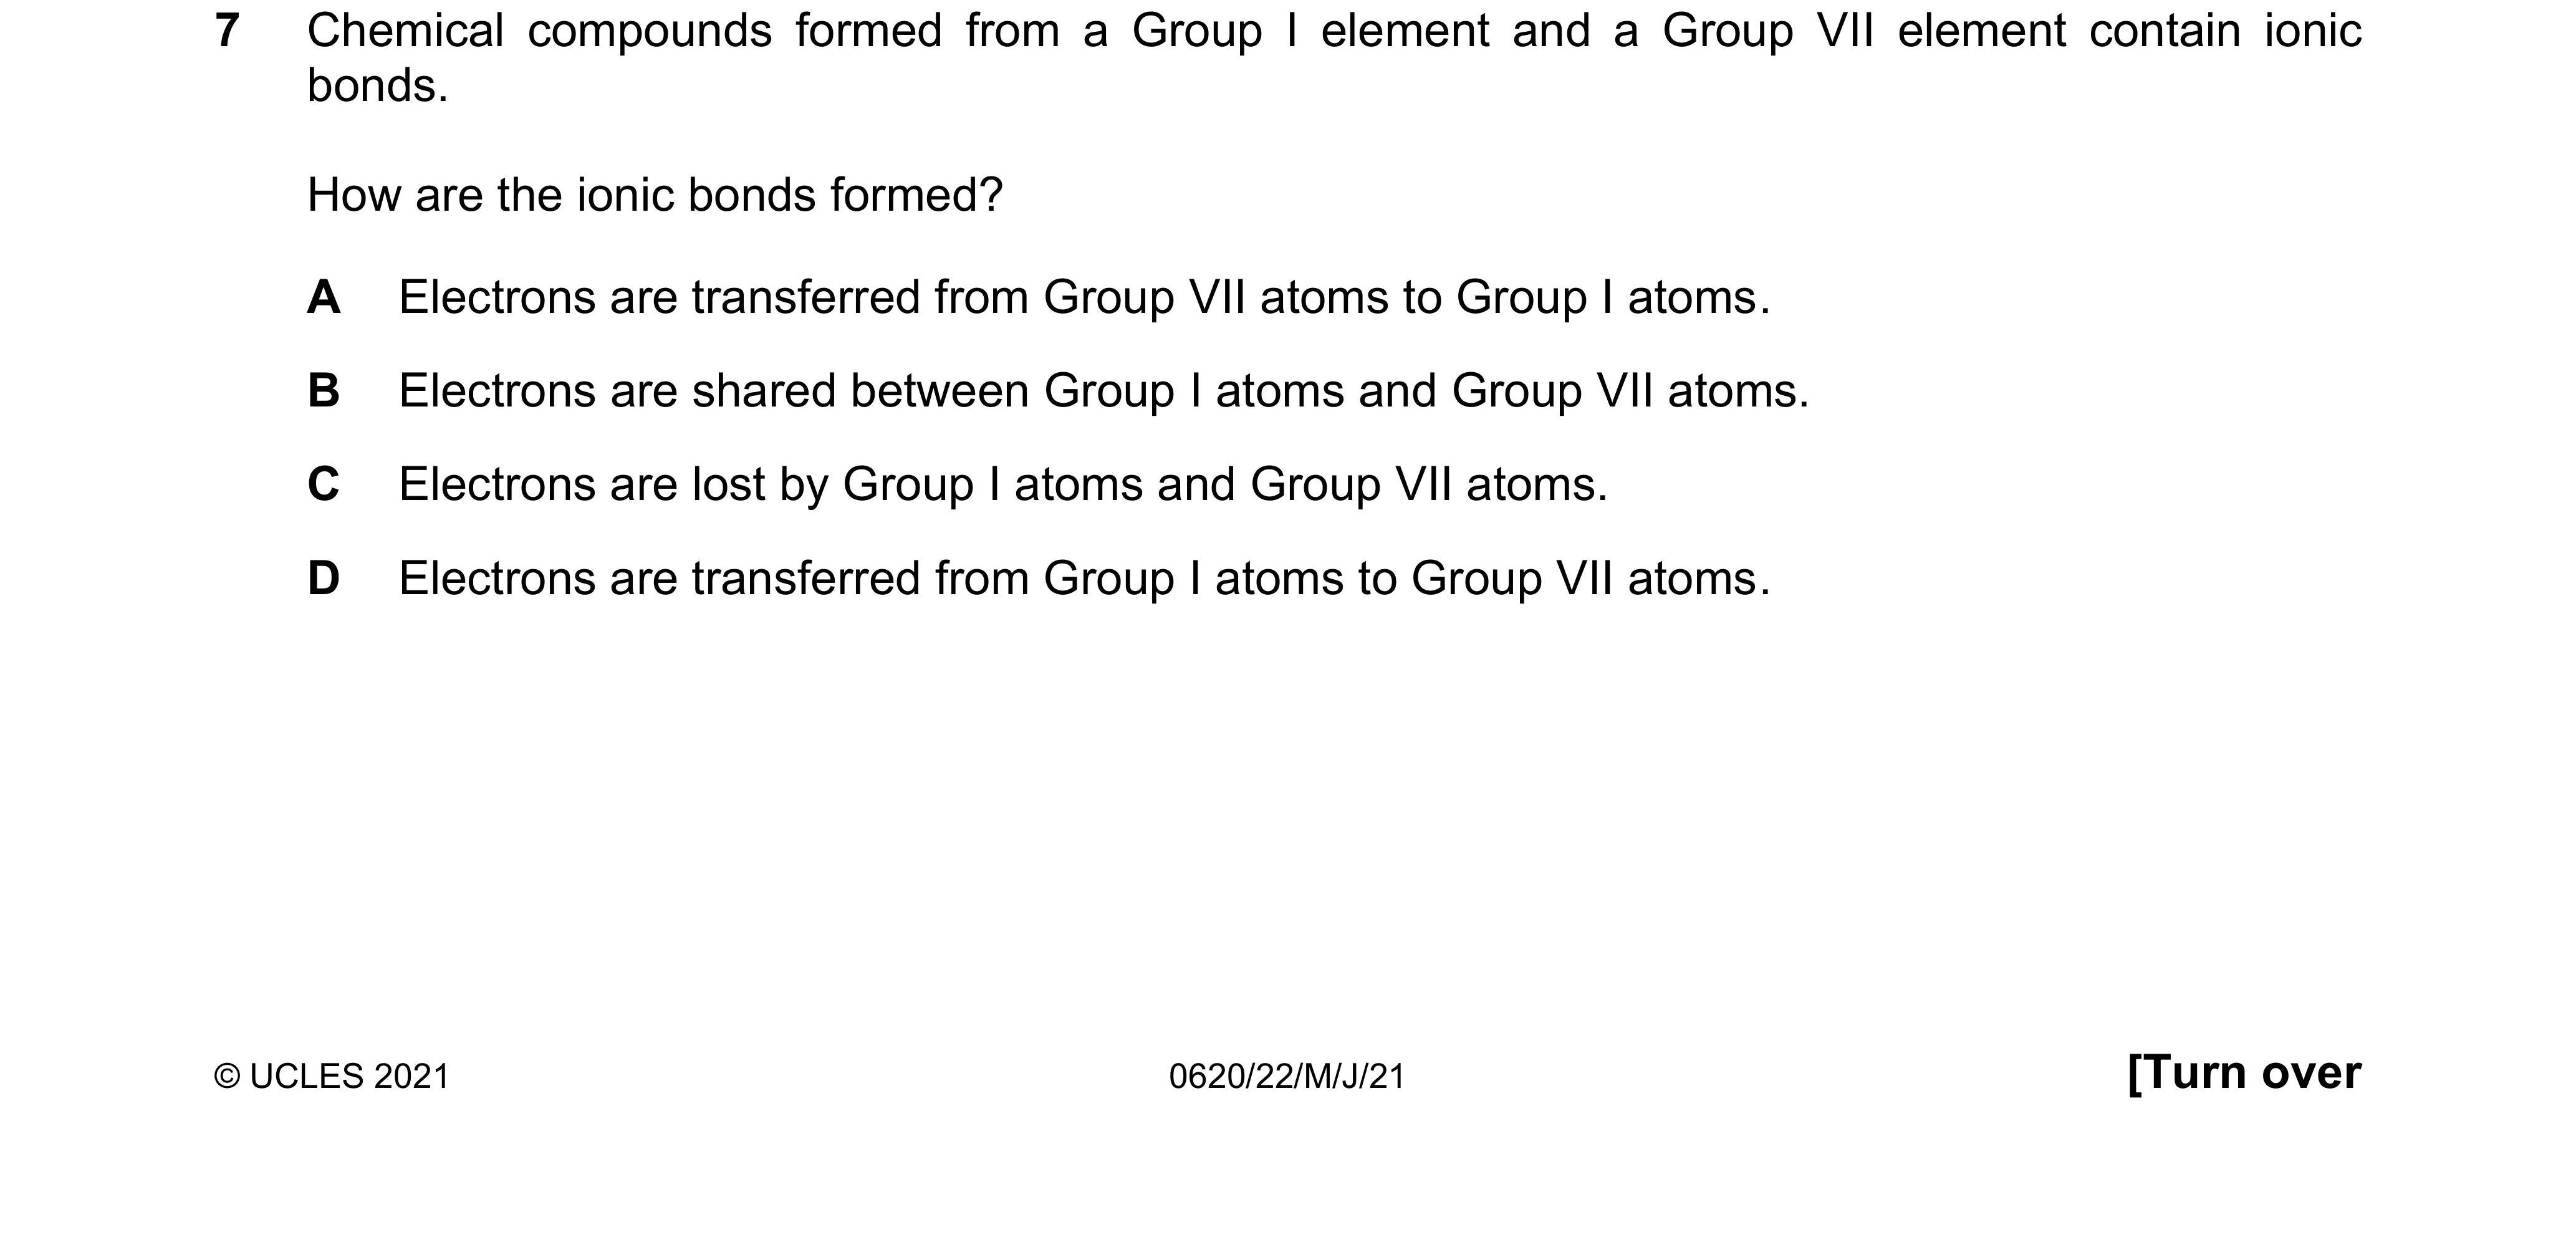 7 Chemical compounds formed from a Group I element and a Group VII element contain ionic
bonds.
How are the ionic bonds formed?
A Electrons are transferred from Group VII atoms to Group I atoms.
B Electrons are shared between Group I atoms and Group VII atoms.
C Electrons are lost by Group I atoms and Group VII atoms.
D Electrons are transferred from Group I atoms to Group VII atoms.
© UCLES 2021 0620/22/M/J/21 [Turn over